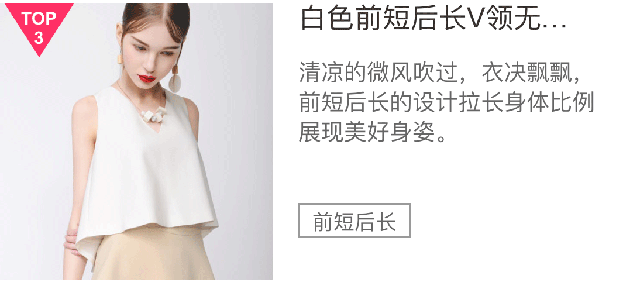 TOP
3
白色前短后长V领无...
清凉的微风吹过，衣决飘飘，
前短后长的设计拉长身体比例
展现美好身姿。
前短后长